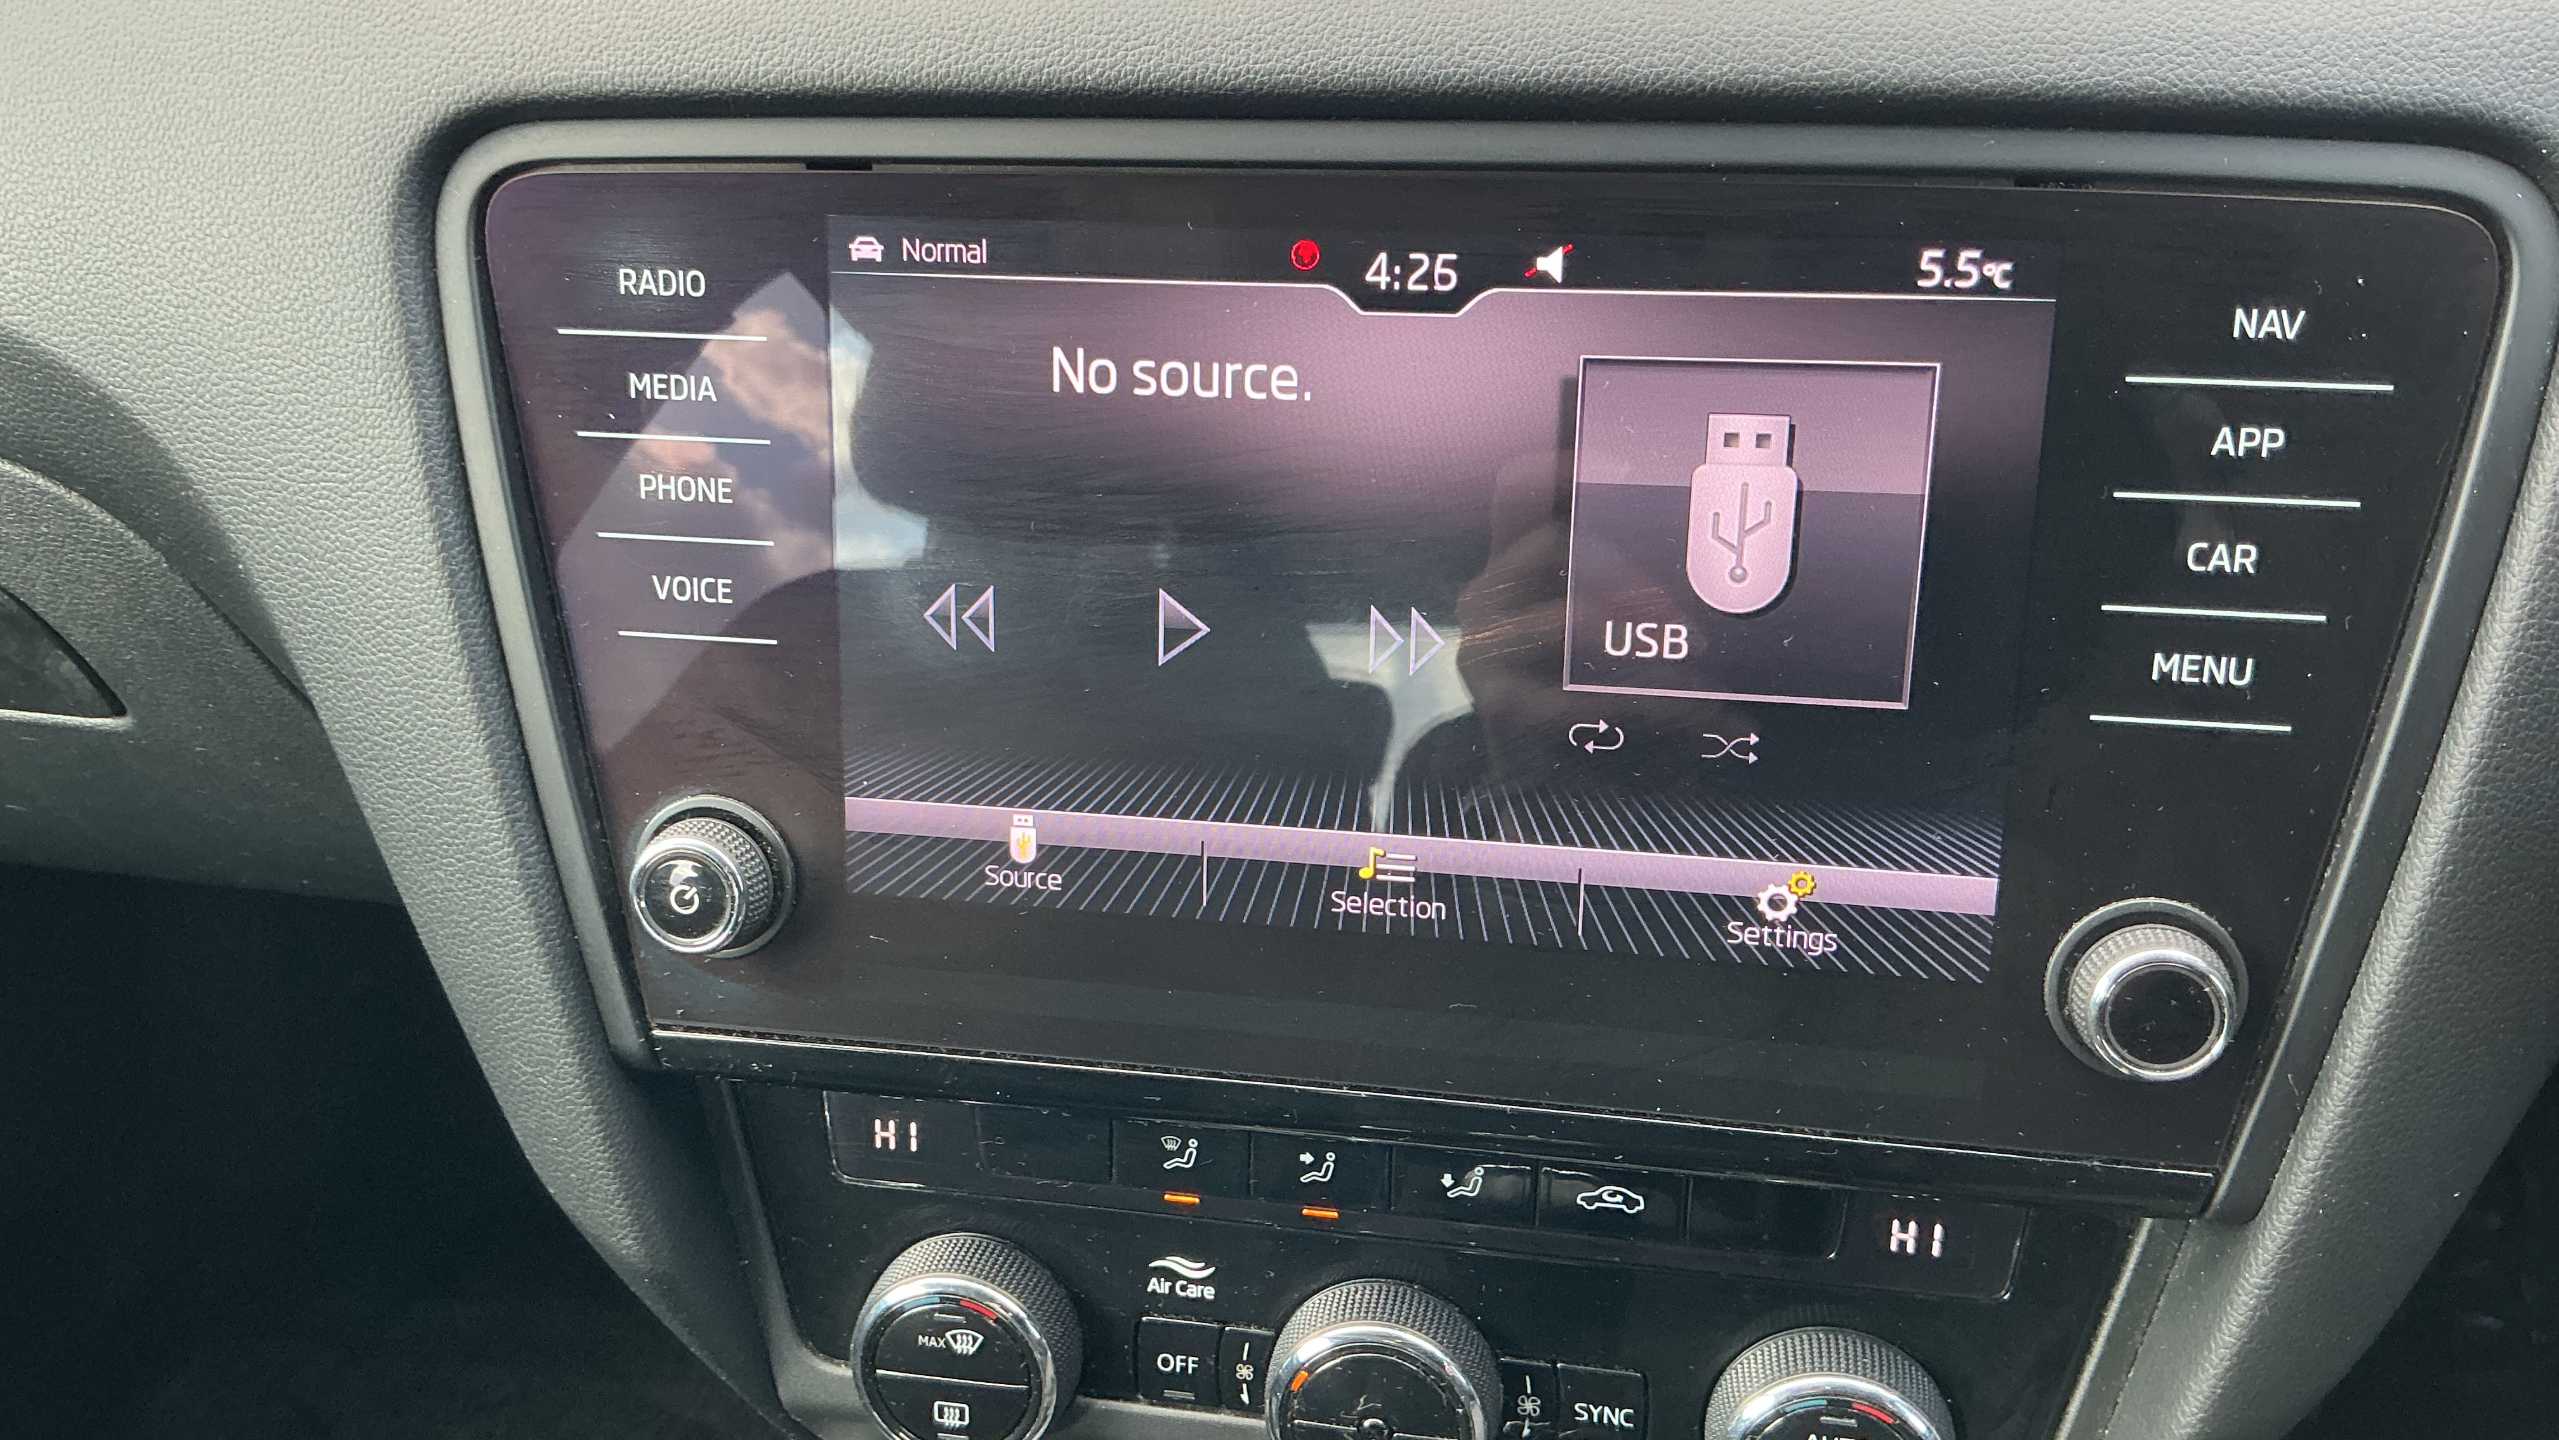 Normal
4:26
5.5°C
RADIO
MEDIA
PHONE
VOICE
No source.
USB
NAV
APP
CAR
MENU
Source
Selection
Settings
HI
HI
Air Care
MAX
OFF
SYNC